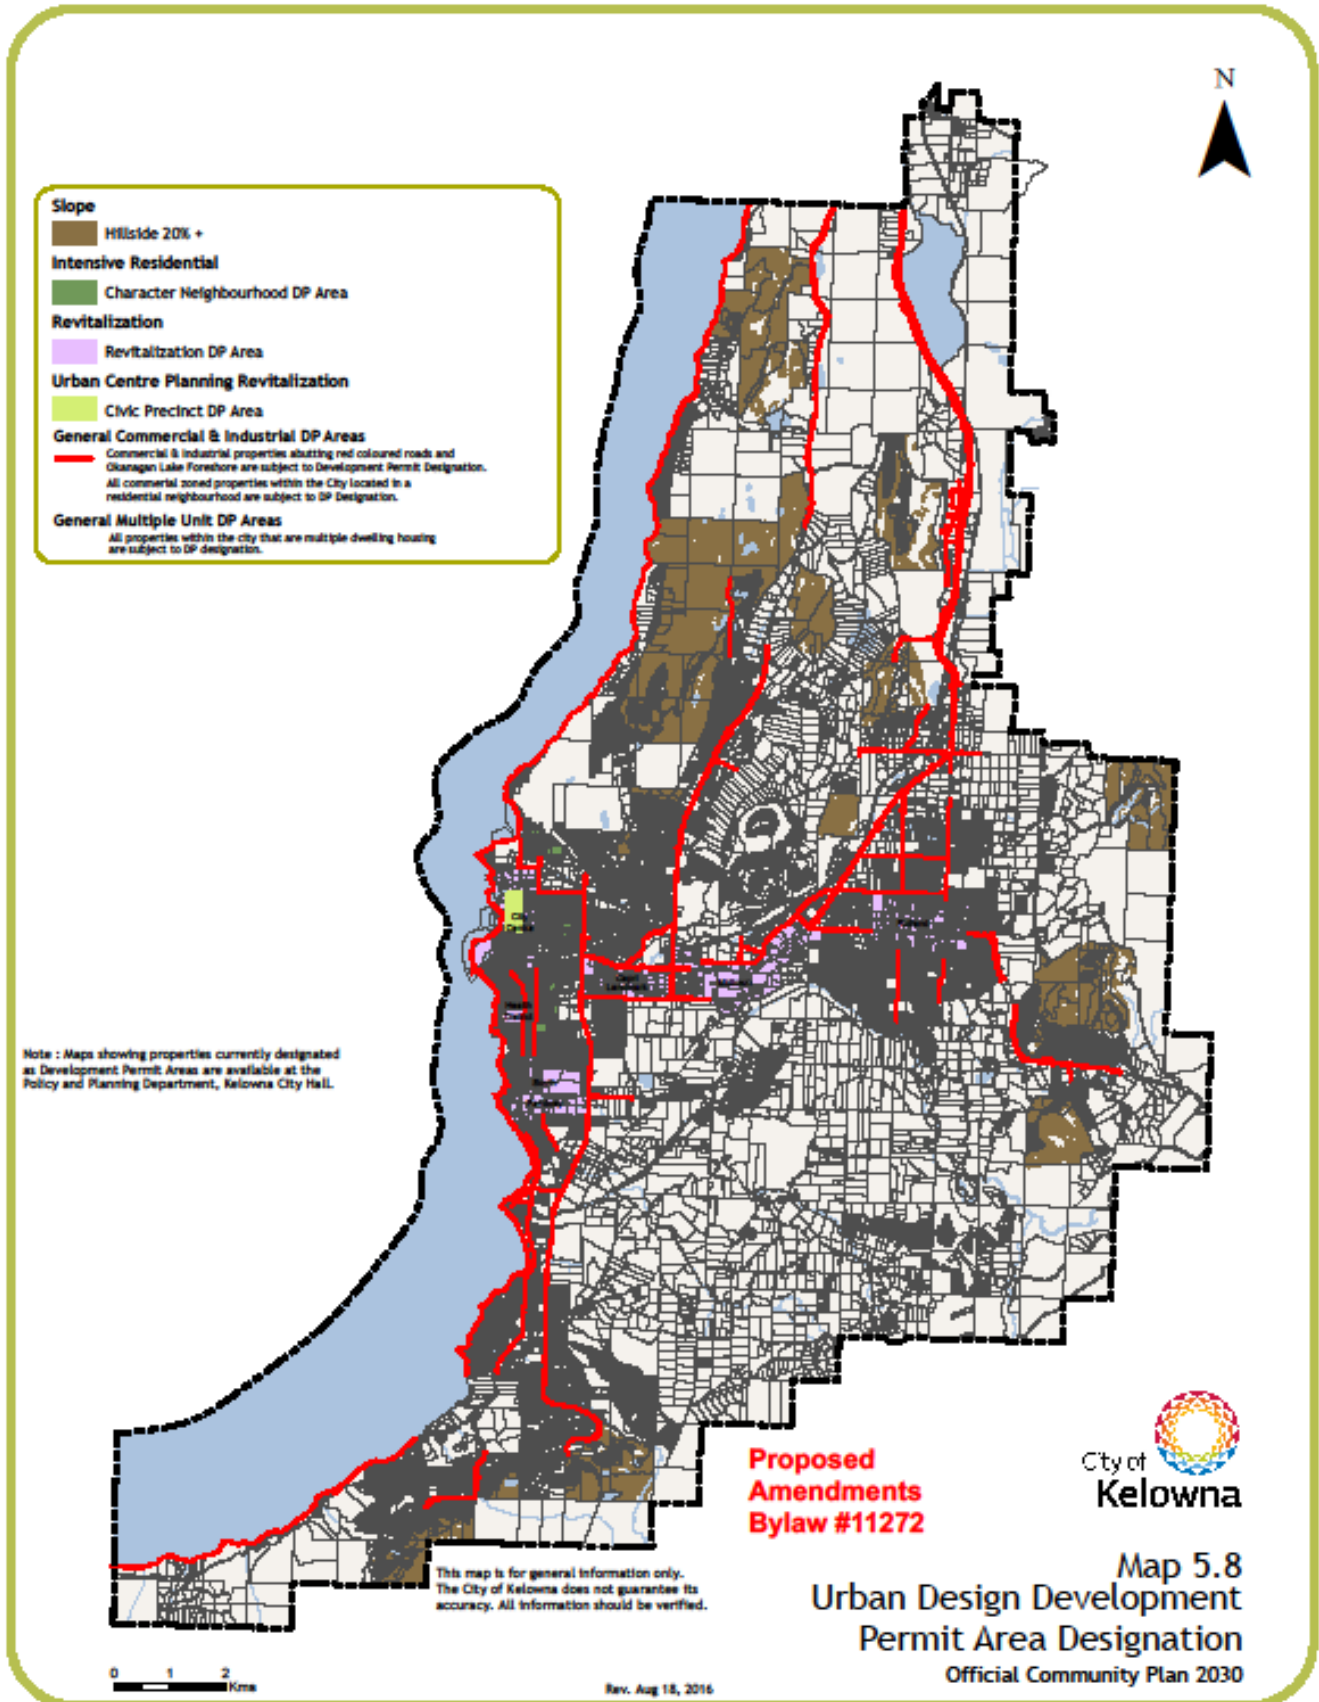 N
Slope
Hillside 20% +
Intensive Residential
Character Neighbourhood DP Area
Revitalization
Revitalization DP Area
Urban Centre Planning Revitalization
Civic Precinct DP Area
General Commercial & Industrial DP Areas
Commercial & Industrial properties abutting red coloured roads and
Okanagan Lake Foreshore are subject to Development Permit Designation.
All commerial zoned properties within the City located in a
residential neighbourhood are subject to DP Designation.
General Multiple Unit DP Areas
All properties within the city that are multiple dwelling housing
are subject to DP designation.
City
Centre
Capri
Landmark
Health
Note : Maps showing properties currently designated
as Development Permit Areas are available at the
Policy and Planning Department, Kelowna City Hall.
Proposed
Amendments
Bylaw #11272
City of
Kelowna
Map 5.8
Urban Design Development
Permit Area Designation
Official Community Plan 2030
This map is for general information only.
The City of Kelowna does not guarantee its
accuracy. All information should be verified.
0 1 2
Kms
Rev. Aug 18, 2016